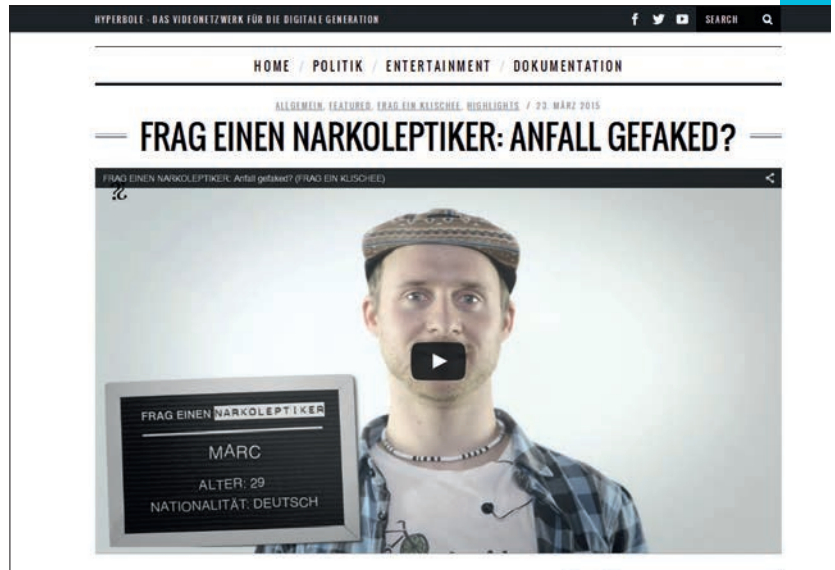 HYPERBOLE - DAS VIDEONETZWERK FÜR DIE DIGITALE GENERATION
SEARCH
HOME / POLITIK / ENTERTAINMENT / DOKUMENTATION
ALLGEMEIN, FEATURED, FRAG EIN KLISCHEE, HIGHLIGHTS / 23. MÄRZ 2015
FRAG EINEN NARKOLEPTIKER: ANFALL GEFAKED?
FRAG EINEN NARKOLEPTIKER: Anfall gefaked? (FRAG EIN KLISCHEE)
FRAG EINEN NARKOLEPTIKER
MARC
ALTER: 29
NATIONALITÄT: DEUTSCH